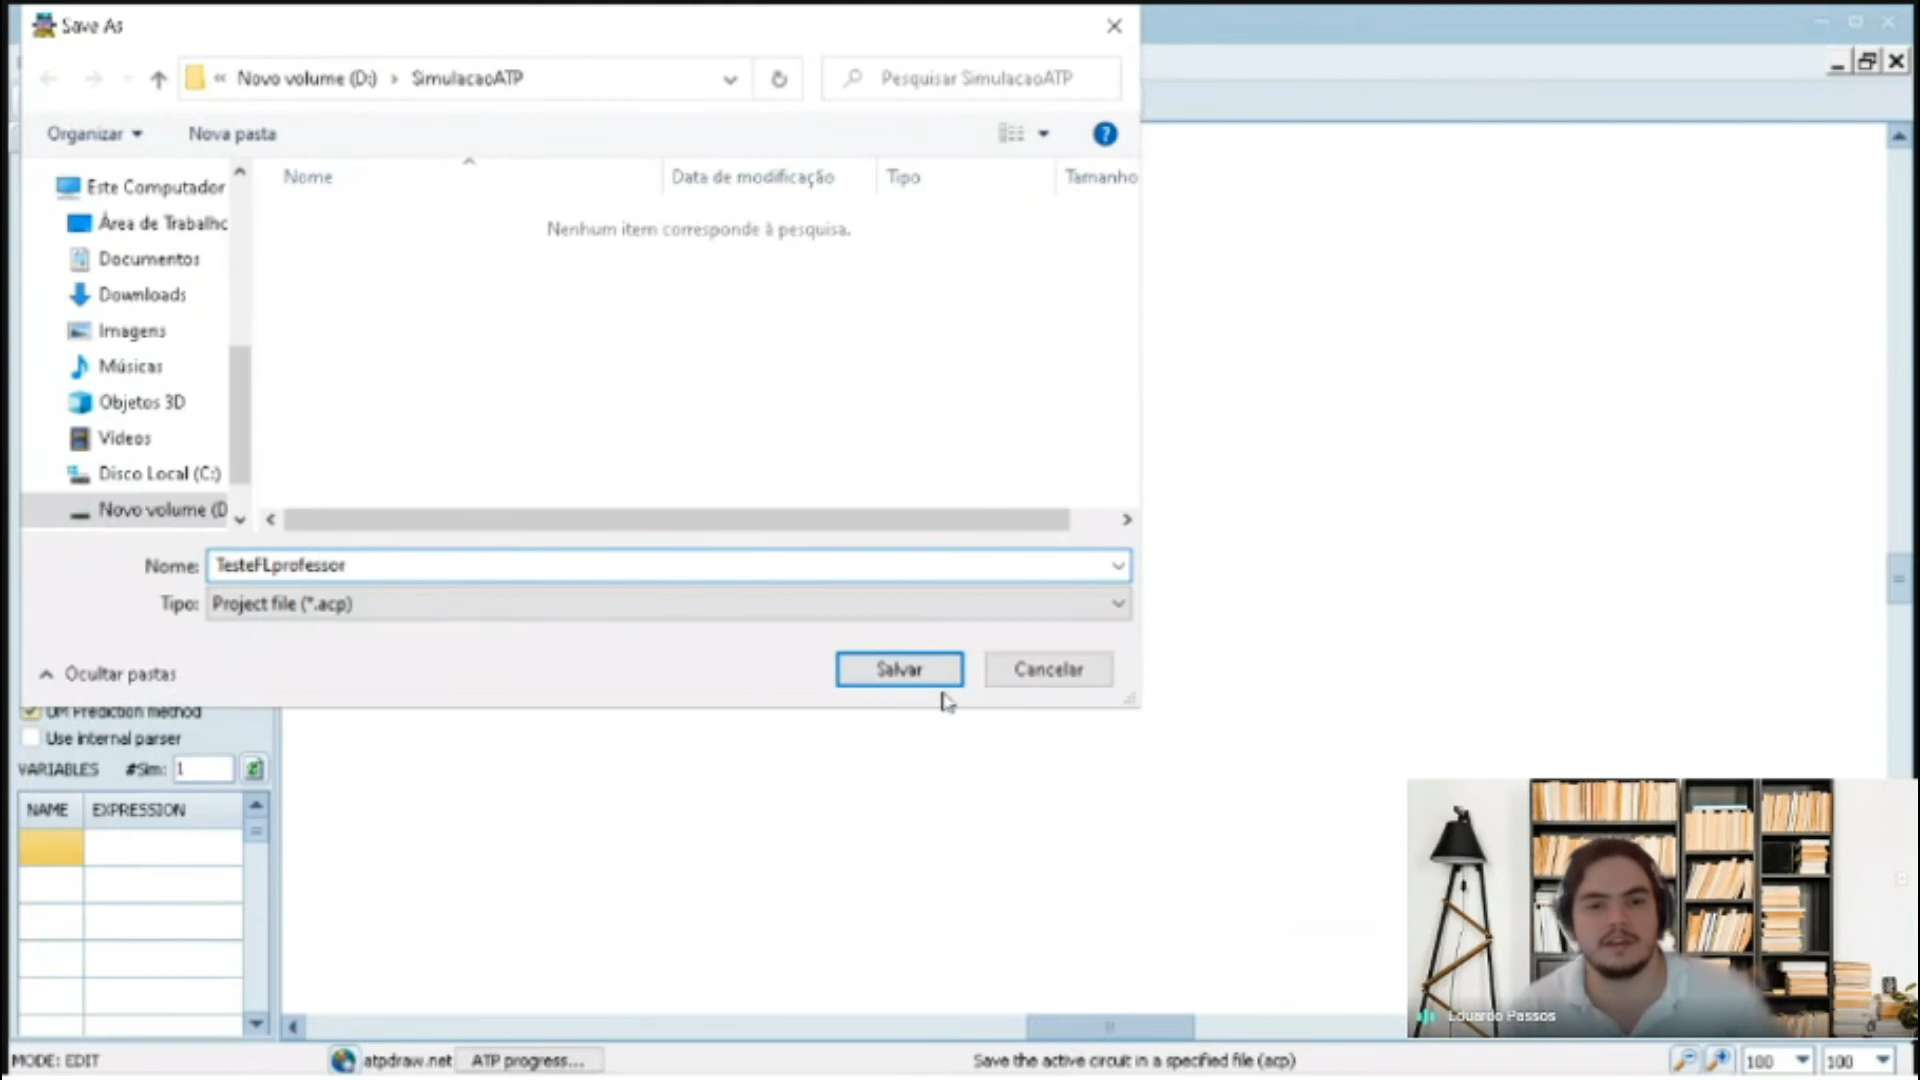 Save As
« Novo volume (D:) › SimulacaoATP
Pesquisar SimulacaoATP
Organizar
Nova pasta
?
Nome
Data de modificação
Tipo
Tamanho
Este Computador
Área de Trabalho
Documentos
Downloads
Imagens
Músicas
Objetos 3D
Vídeos
Disco Local (C:)
Novo volume (D
Nenhum item corresponde à pesquisa.
Nome: TesteFLprofessor
Tipo: Project file (*.acp)
Ocultar pastas
Salvar
Cancelar
UM Prediction method
Use internal parser
VARIABLES #Sim: 1
NAME EXPRESSION
Eduardo Passos
MODE: EDIT
atpdraw.net
ATP progress...
Save the active circuit in a specified file (acp)
100
100